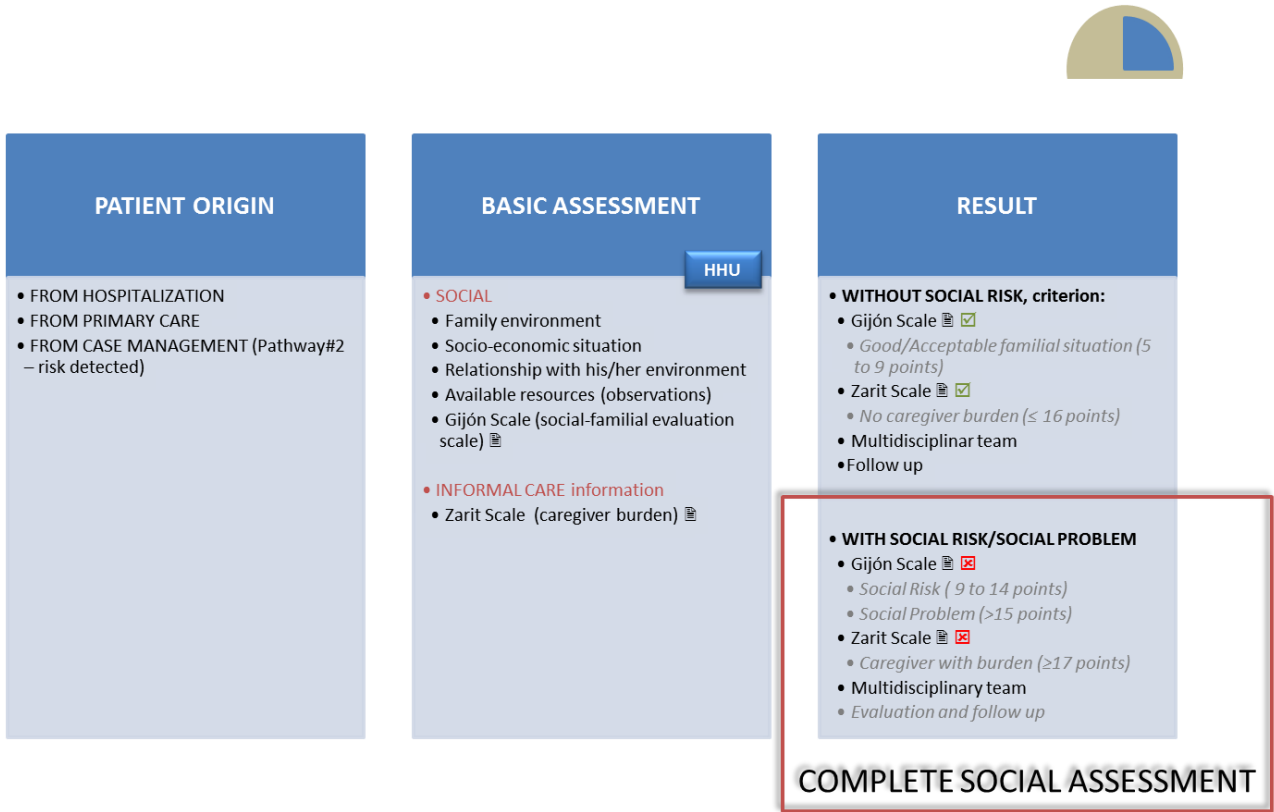 PATIENT ORIGIN
• FROM HOSPITALIZATION
• FROM PRIMARY CARE
• FROM CASE MANAGEMENT (Pathway#2
– risk detected)
BASIC ASSESSMENT
HHU
• SOCIAL
• Family environment
• Socio-economic situation
• Relationship with his/her environment
• Available resources (observations)
• Gijón Scale (social-familial evaluation
scale) 🖹
• INFORMAL CARE information
• Zarit Scale (caregiver burden) 🖹
RESULT
• WITHOUT SOCIAL RISK, criterion:
• Gijón Scale 🖹 ☑
• Good/Acceptable familial situation (5
to 9 points)
• Zarit Scale 🖹 ☑
• No caregiver burden (≤ 16 points)
• Multidisciplinar team
•Follow up
• WITH SOCIAL RISK/SOCIAL PROBLEM
• Gijón Scale 🖹 ☒
• Social Risk ( 9 to 14 points)
• Social Problem (>15 points)
• Zarit Scale 🖹 ☒
• Caregiver with burden (≥17 points)
• Multidisciplinary team
• Evaluation and follow up
COMPLETE SOCIAL ASSESSMENT